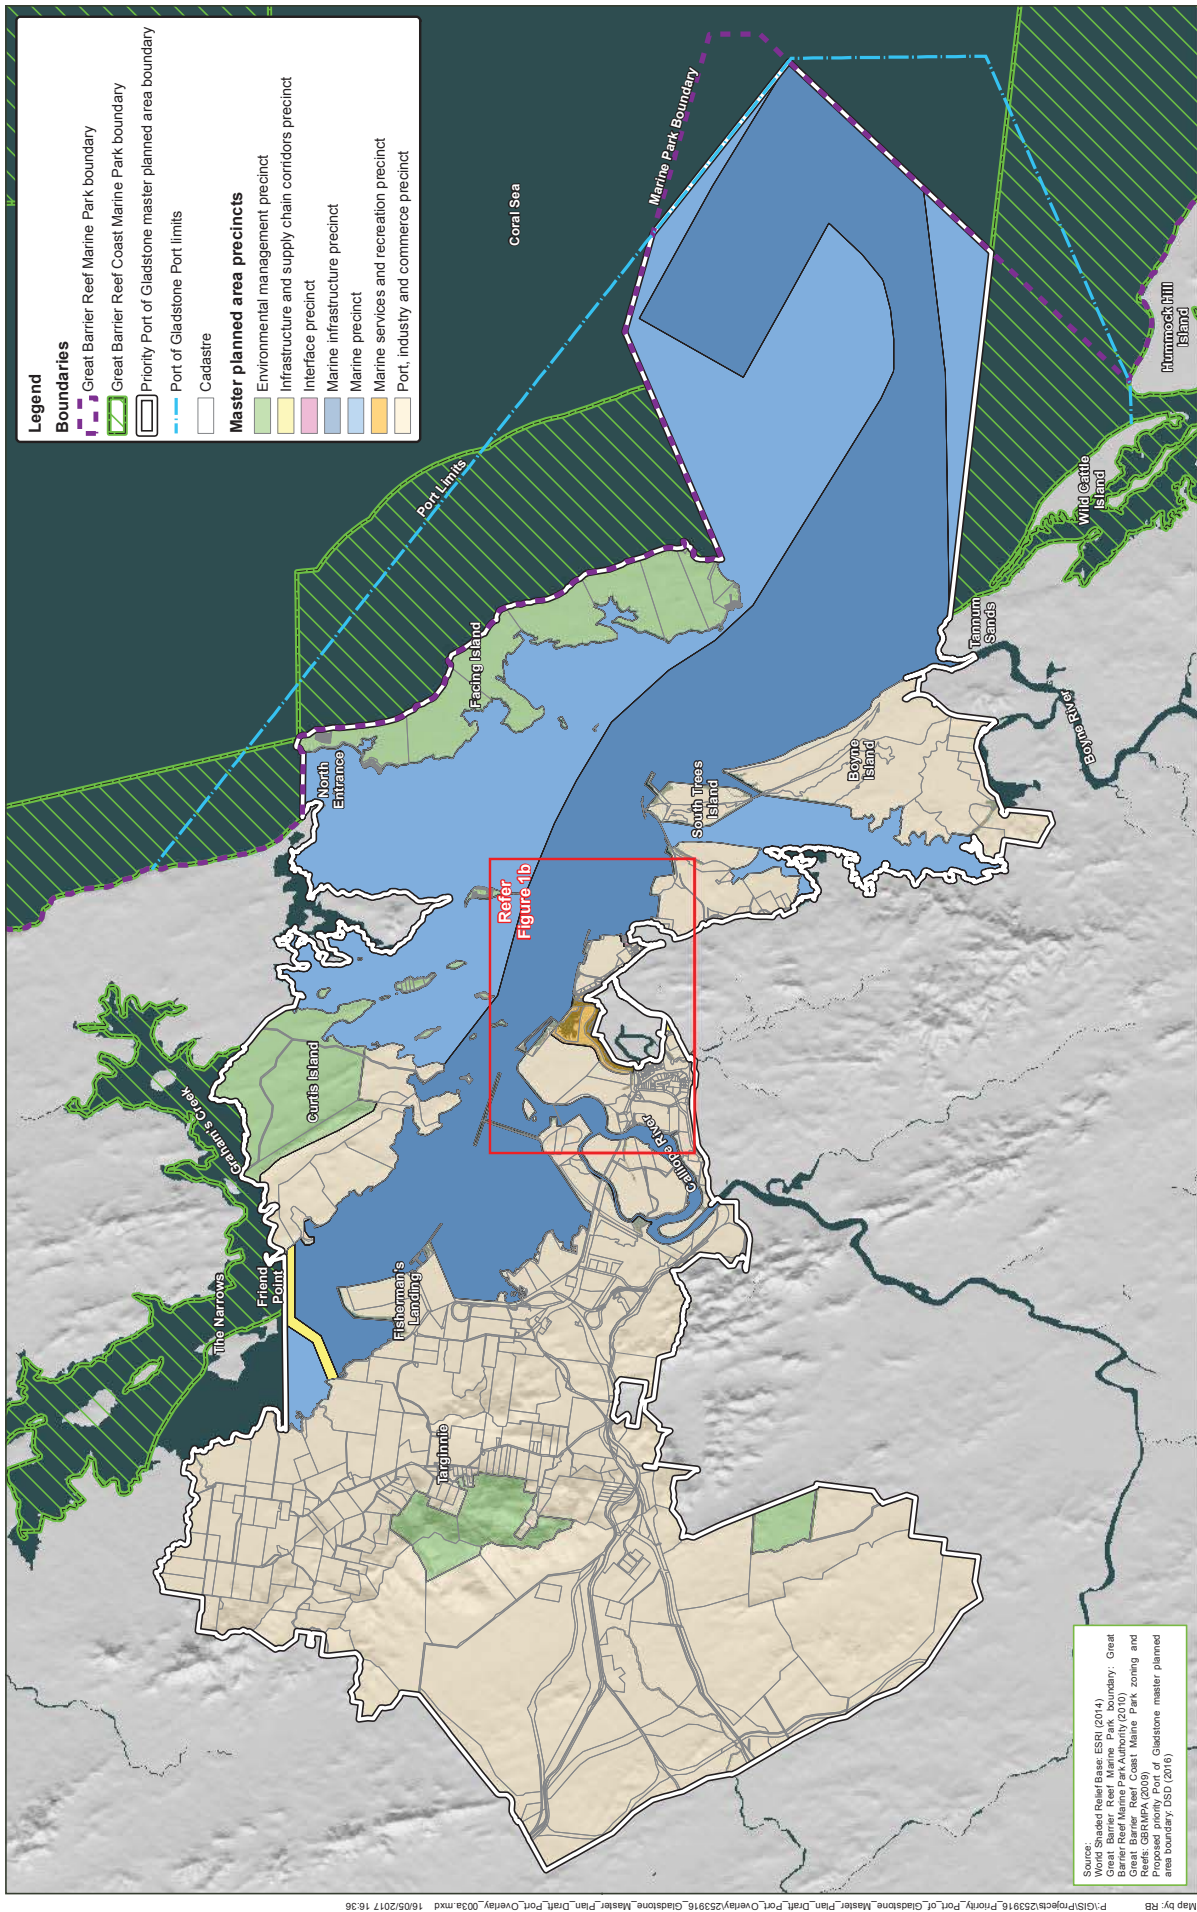 Legend
Boundaries
Great Barrier Reef Marine Park boundary
Great Barrier Reef Coast Marine Park boundary
Priority Port of Gladstone master planned area boundary
Port of Gladstone Port limits
Cadastre
Master planned area precincts
Environmental management precinct
Infrastructure and supply chain corridors precinct
Interface precinct
Marine infrastructure precinct
Marine precinct
Marine services and recreation precinct
Port, industry and commerce precinct
Coral Sea
Marine Park Boundary
Port Limits
Hummock Hill
Island
Wild Cattle
Island
Tannum
Sands
Boyne River
Boyne
Island
South Trees
Island
Facing Island
North
Entrance
Refer
Figure 1b
Curtis Island
Graham's Creek
Calliope River
The Narrows
Friend
Point
Fisherman's
Landing
Targinnie
Source:
World Shaded Relief Base: ESRI (2014)
Great Barrier Reef Marine Park boundary: Great
Barrier Reef Marine Park Authority (2010)
Great Barrier Reef Coast Maine Park zoning and
Reefs: GBRMPA (2009)
Proposed priority Port of Gladstone master planned
area boundary: DSD (2016)
Map by: RB
P:\GIS\Projects\253916_Priority_Port_of_Gladstone_Master_Plan_Draft_Port_Overlay\253916_Gladstone_Master_Plan_Draft_Port_Overlay_003a.mxd 16/05/2017 16:36